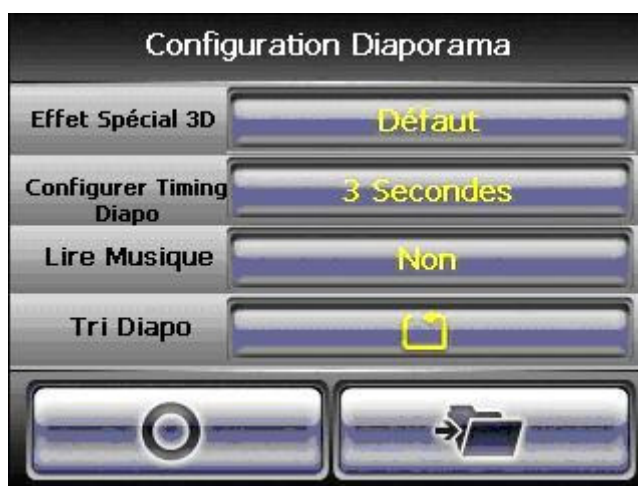 Configuration Diaporama
Effet Spécial 3D
Défaut
Configurer Timing
Diapo
3 Secondes
Lire Musique
Non
Tri Diapo